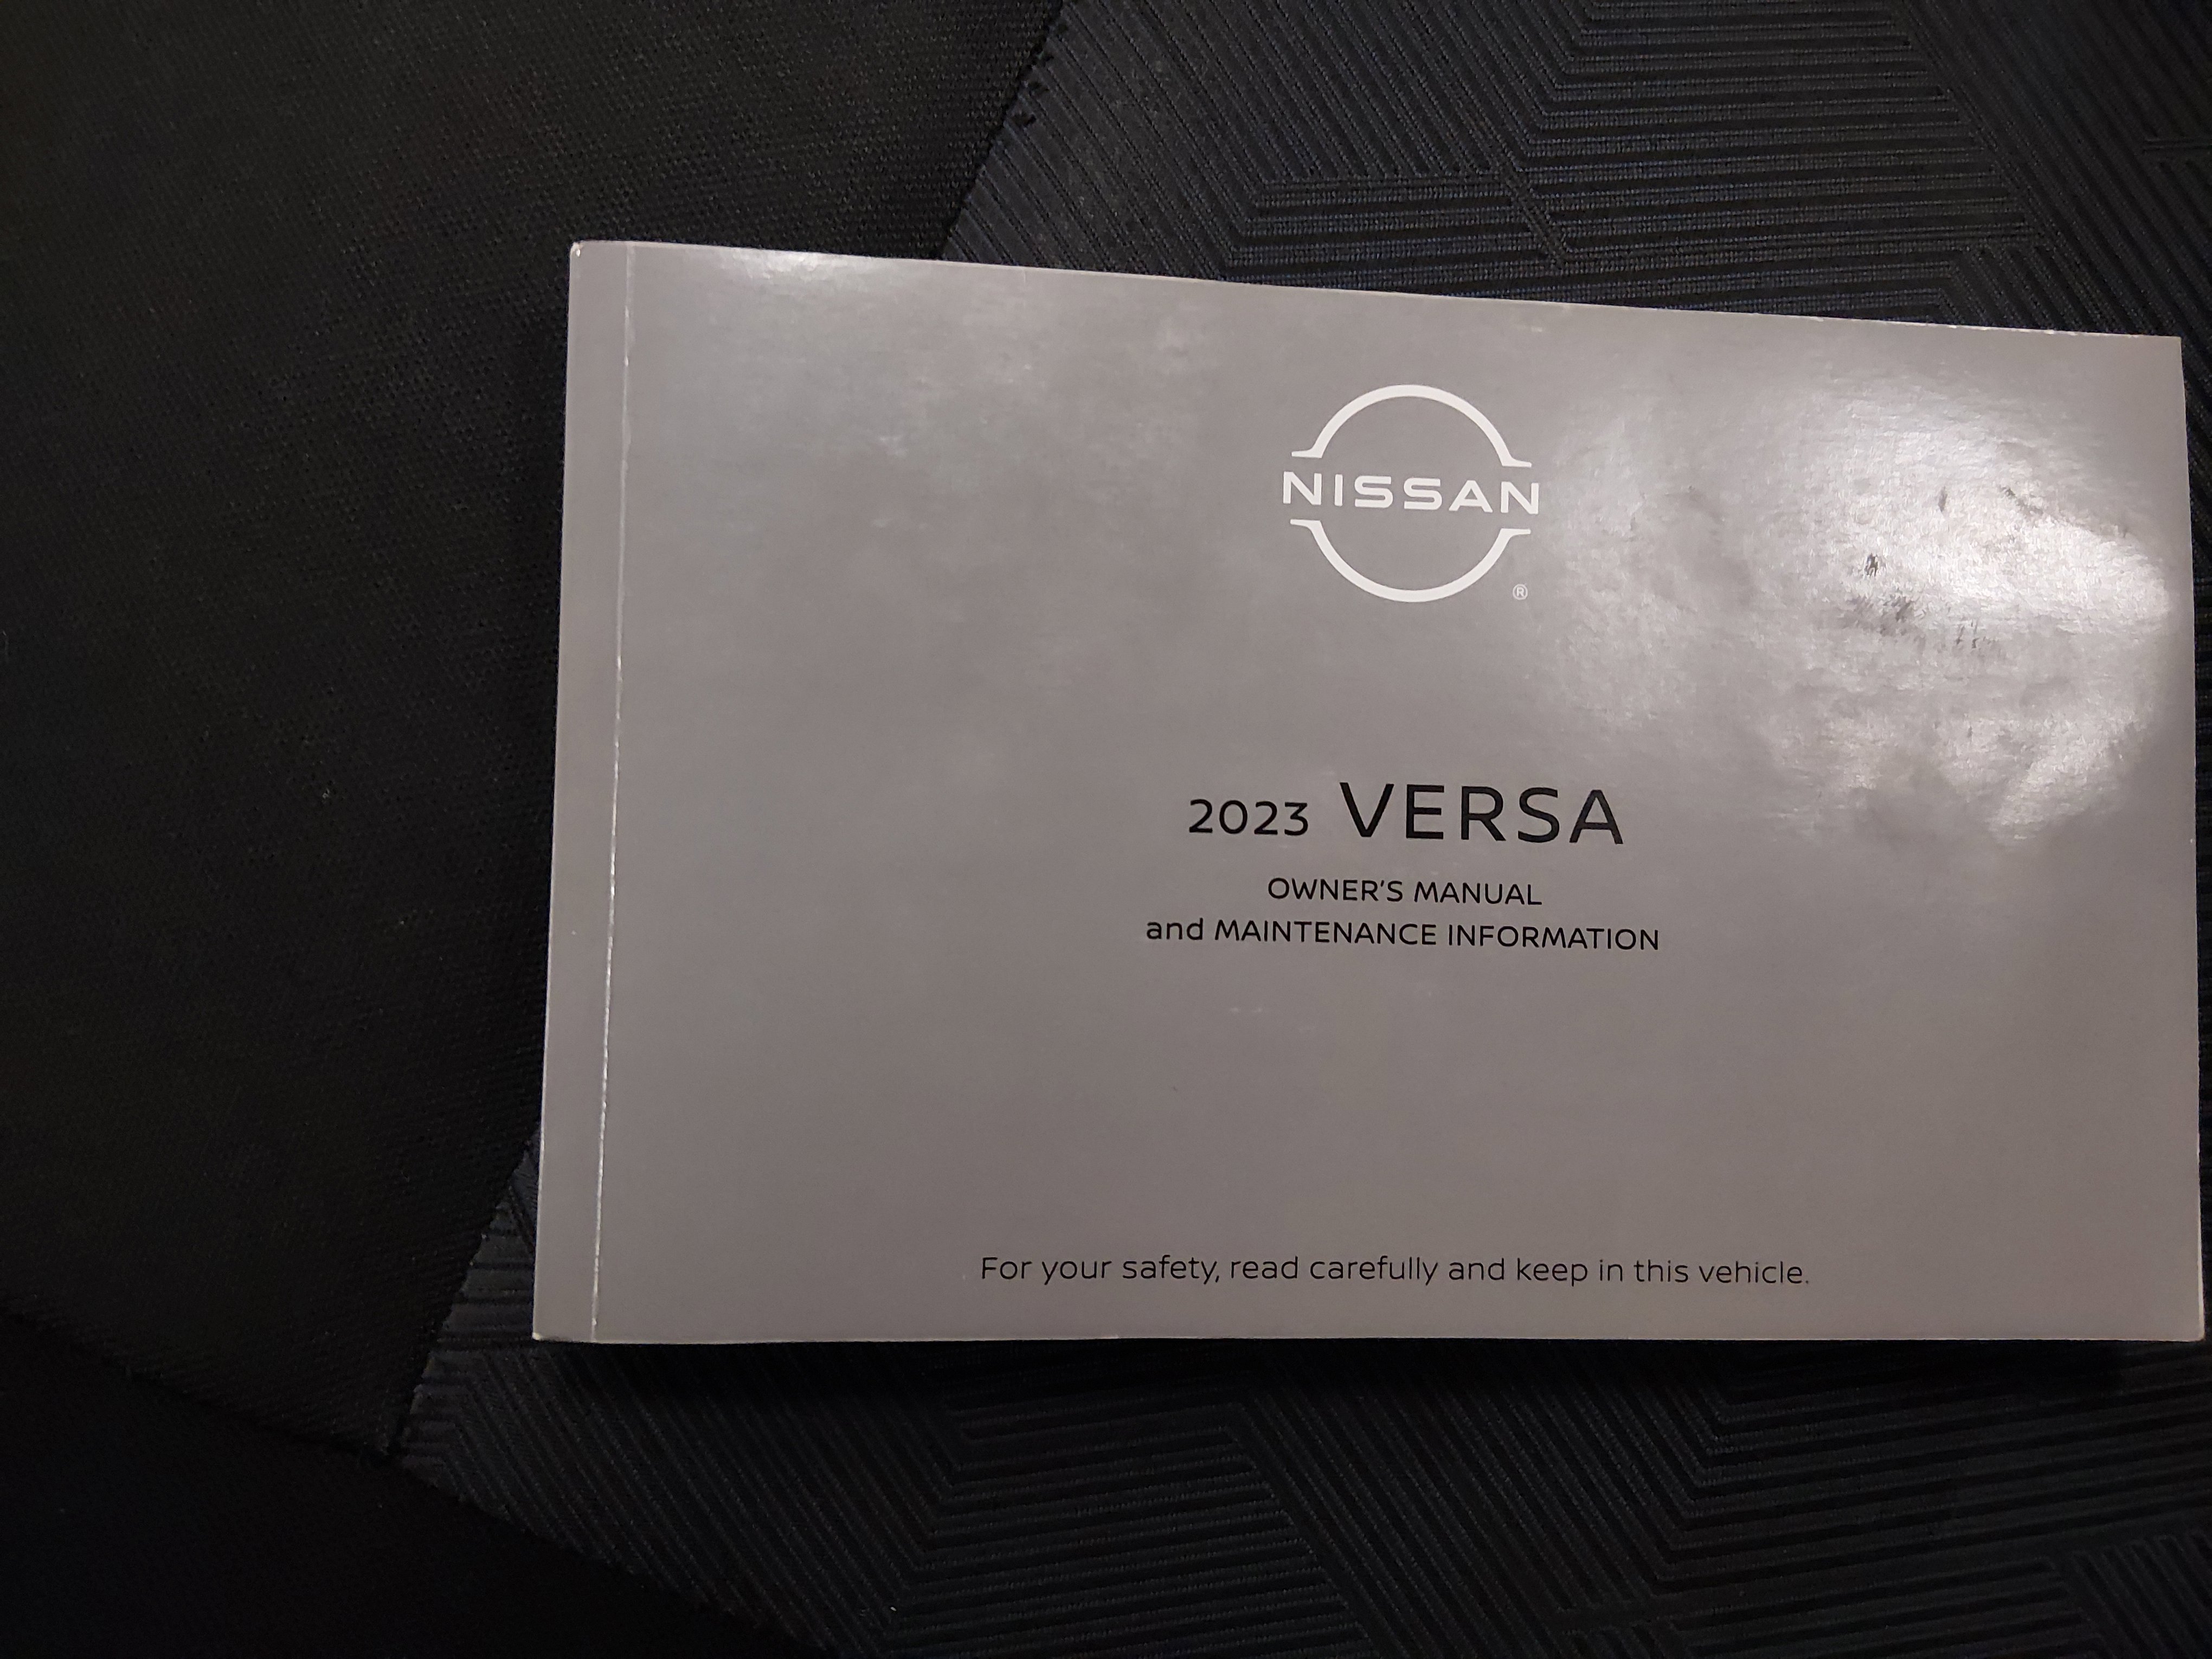 NISSAN
®
2023 VERSA
OWNER'S MANUAL
and MAINTENANCE INFORMATION
For your safety, read carefully and keep in this vehicle.